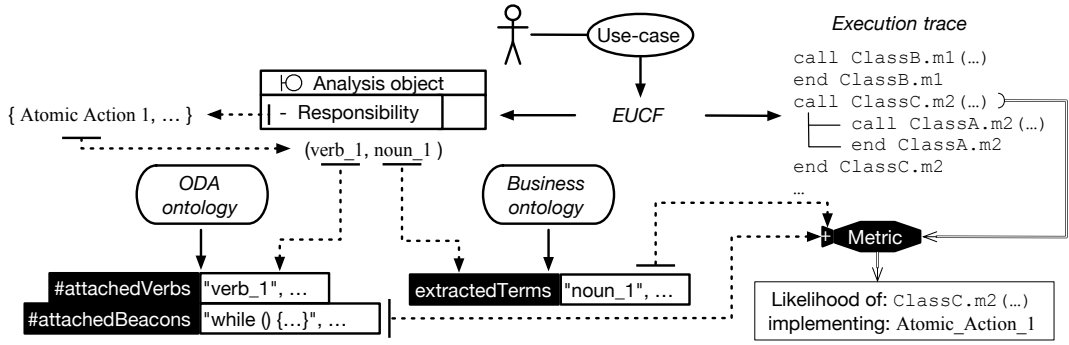 Use-case
Execution trace
call ClassB.m1(…)
end ClassB.m1
call ClassC.m2(…)
call ClassA.m2(…)
end ClassA.m2
end ClassC.m2
…
Analysis object
- Responsibility
EUCF
{ Atomic Action 1, … }
(verb_1, noun_1 )
ODA
ontology
Business
ontology
+ Metric
#attachedVerbs "verb_1", …
#attachedBeacons "while () {…}", …
extractedTerms "noun_1", …
Likelihood of: ClassC.m2(…)
implementing: Atomic_Action_1